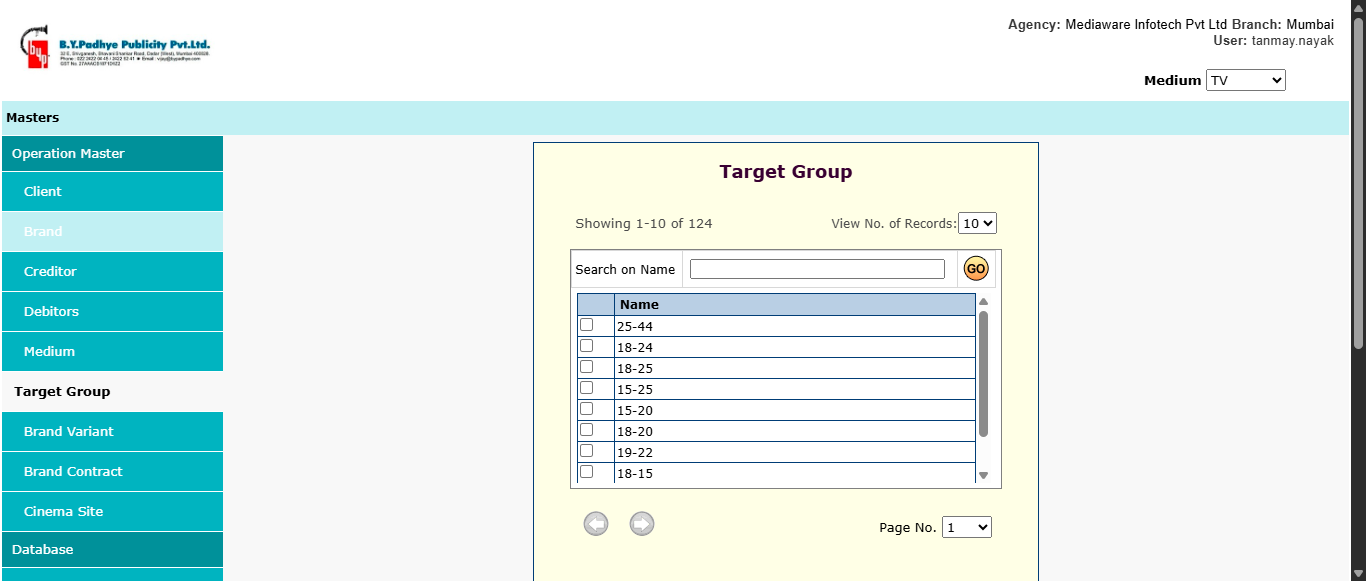 Agency: Mediaware Infotech Pvt Ltd Branch: Mumbai
User: tanmay.nayak
byp
B.Y.Padhye Publicity Pvt.Ltd.
Medium TV
Masters
Operation Master
Client
Brand
Creditor
Debitors
Medium
Target Group
Brand Variant
Brand Contract
Cinema Site
Database
Target Group
Showing 1-10 of 124
View No. of Records: 10
Search on Name
GO
Name
25-44
18-24
18-25
15-25
15-20
18-20
19-22
18-15
Page No. 1